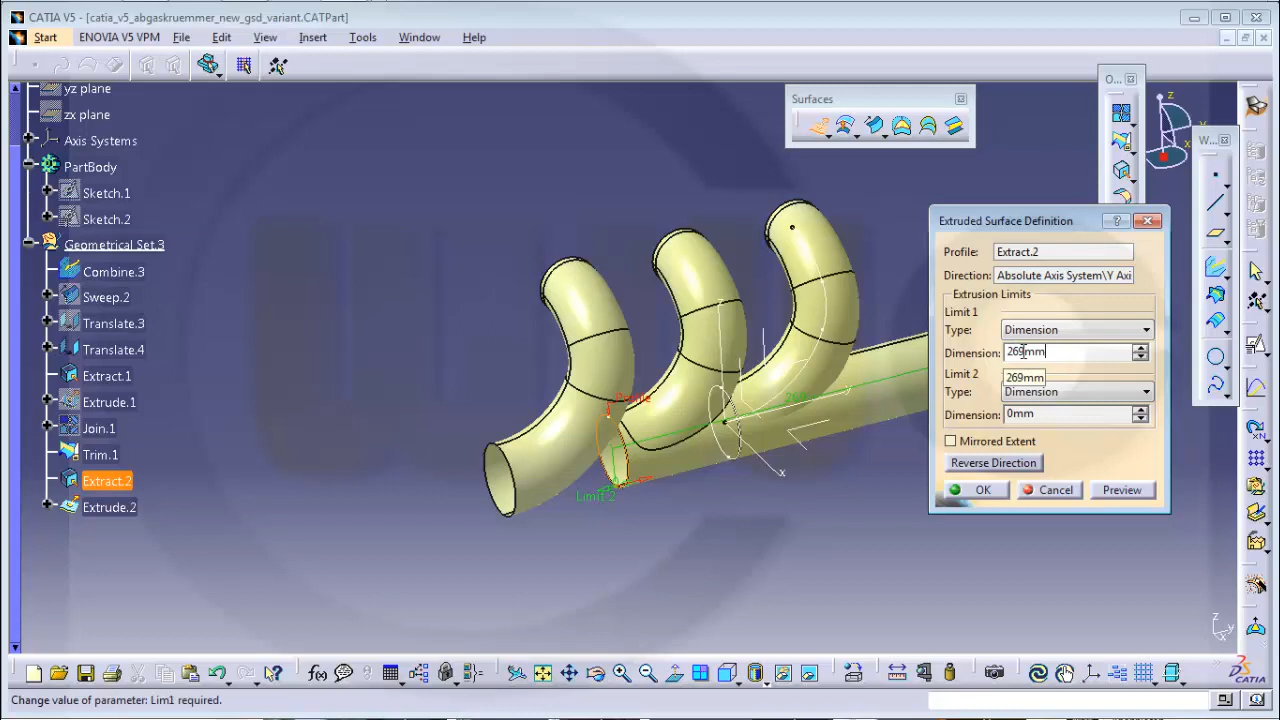 CATIA V5 - [catia_v5_abgaskruemmer_new_gsd_variant.CATPart]
Start ENOVIA V5 VPM File Edit View Insert Tools Window Help
yz plane
zx plane
Axis Systems
PartBody
Sketch.1
Sketch.2
Geometrical Set.3
Combine.3
Sweep.2
Translate.3
Translate.4
Extract.1
Extrude.1
Join.1
Trim.1
Extract.2
Extrude.2
Surfaces
O...
W...
z
x
Profile
Limit 2
y
x
Extruded Surface Definition
Profile: Extract.2
Direction: Absolute Axis System\Y Axi
Extrusion Limits
Limit 1
Type: Dimension
Dimension: 269mm
Limit 2
269mm
Type: Dimension
Dimension: 0mm
Mirrored Extent
Reverse Direction
OK Cancel Preview
z
x y
f(x)
CATIA
Change value of parameter: Lim1 required.